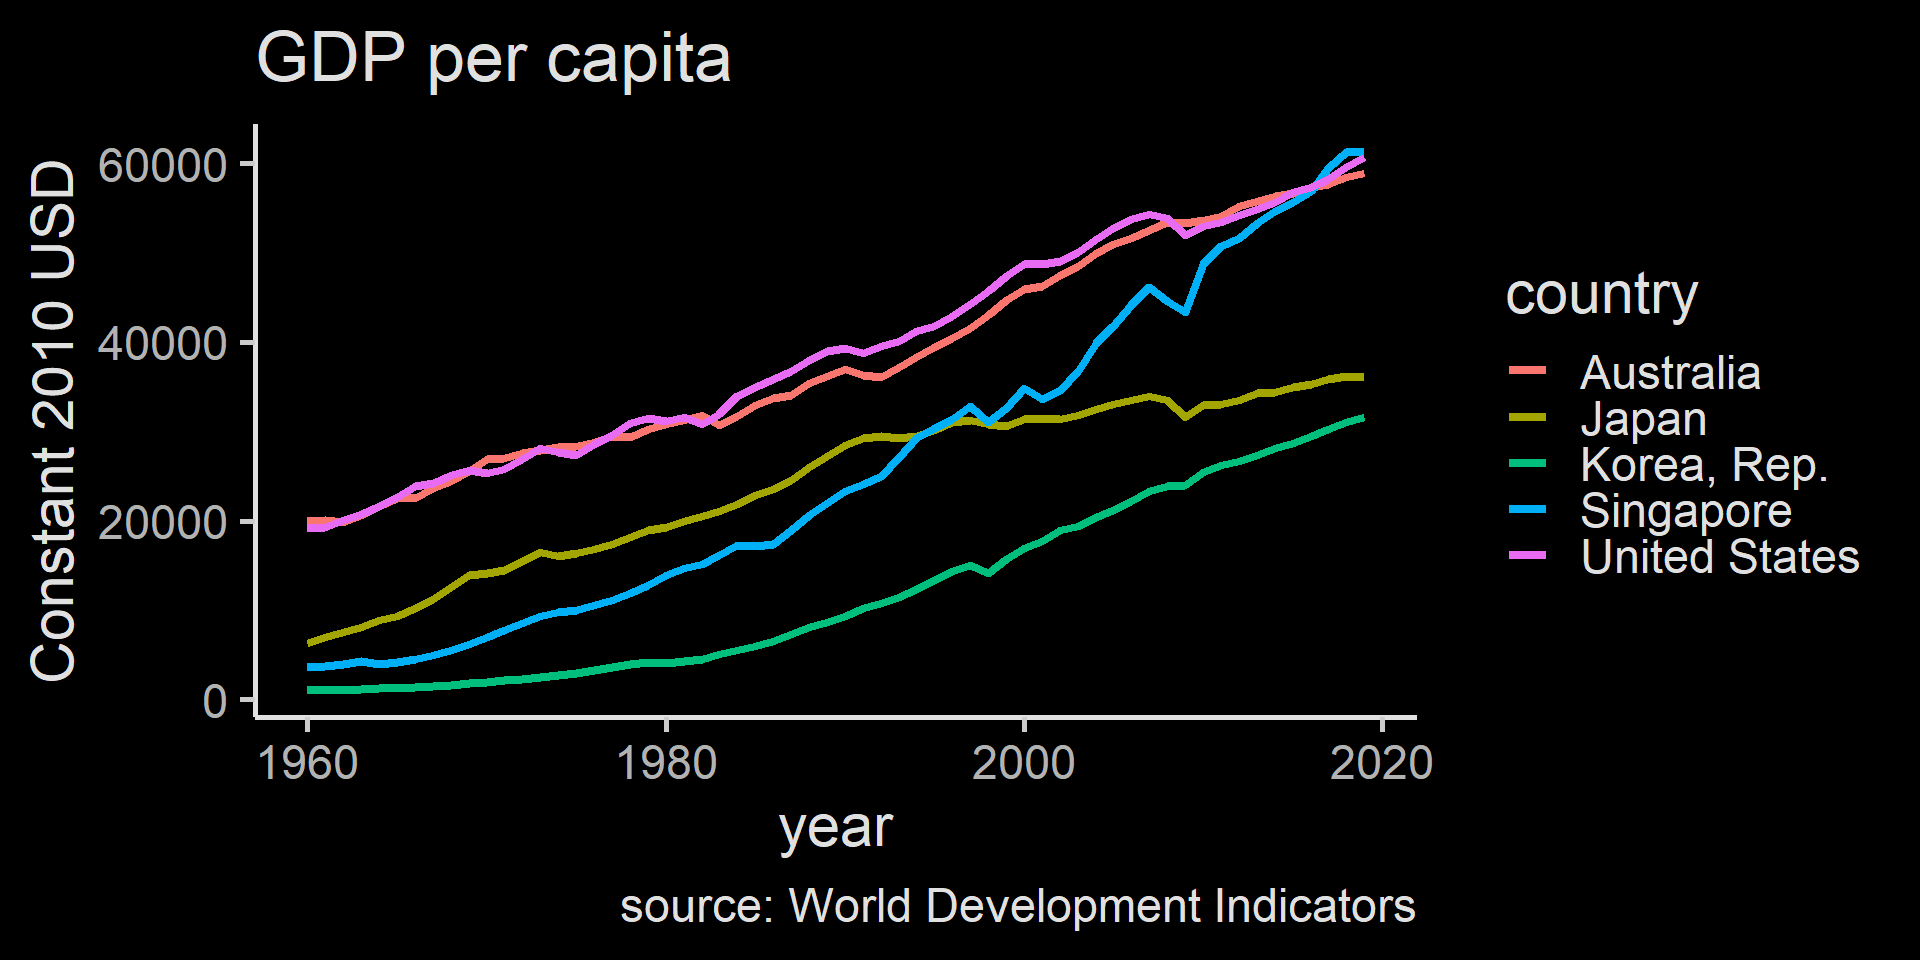 GDP per capita
Constant 2010 USD
60000
40000
20000
0
1960 1980 2000 2020
year
country
Australia
Japan
Korea, Rep.
Singapore
United States
source: World Development Indicators